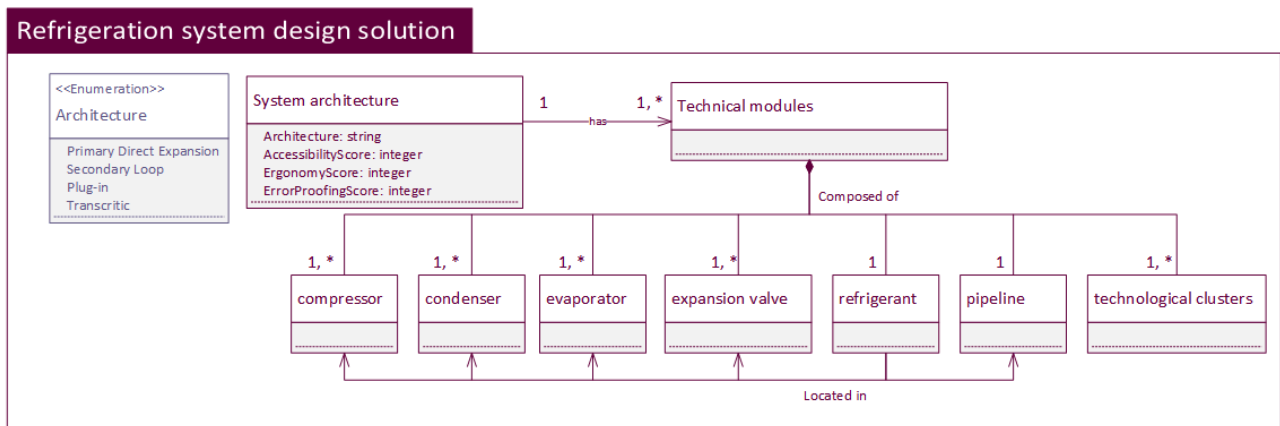 Refrigeration system design solution
<<Enumeration>>
Architecture
Primary Direct Expansion
Secondary Loop
Plug-in
Transcritic
System architecture
Architecture: string
AccessibilityScore: integer
ErgonomyScore: integer
ErrorProofingScore: integer
1
has
1, *
Technical modules
Composed of
1, *
1, *
1, *
1, *
1
1
1, *
compressor
condenser
evaporator
expansion valve
refrigerant
pipeline
technological clusters
Located in